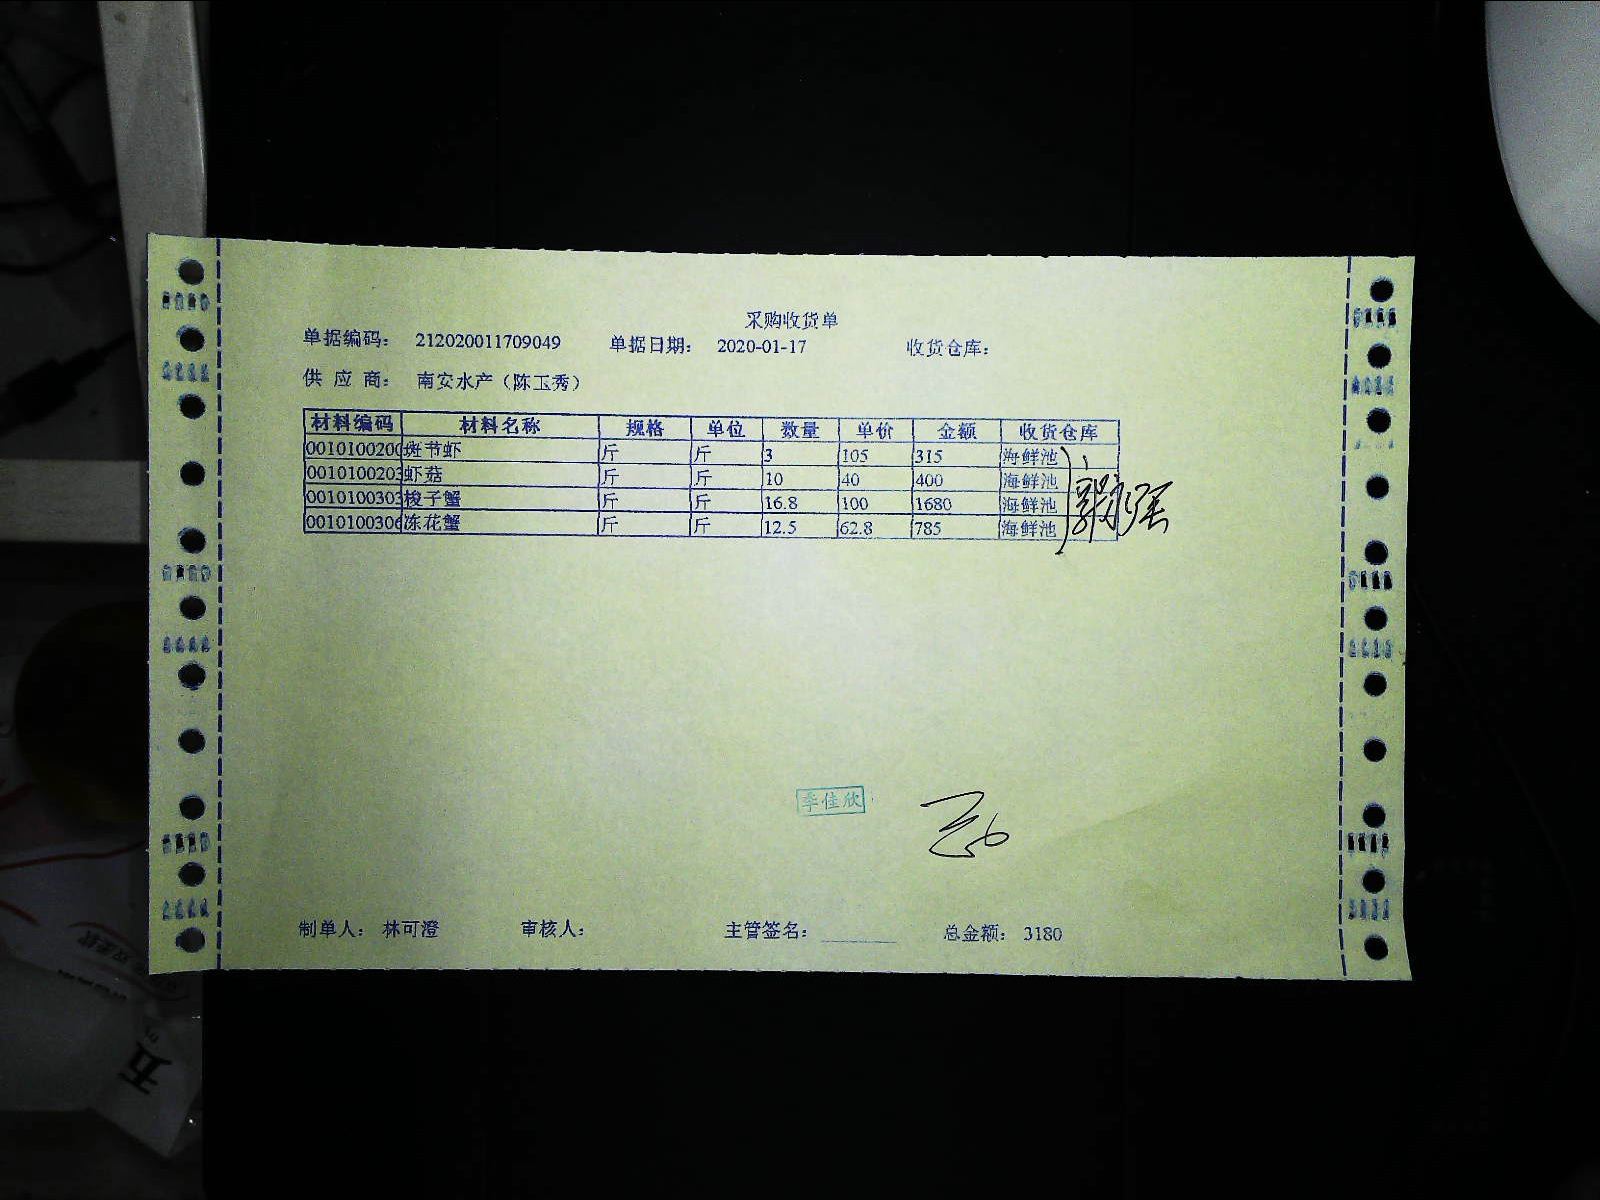 采购收货单
单据编码: 212020011709049 单据日期: 2020-01-17 收货仓库:
供 应 商: 南安水产(陈玉秀)
材料编码 材料名称 规格 单位 数量 单价 金额 收货仓库
0010100200 斑节虾 斤 斤 3 105 315 海鲜池
0010100203 虾菇 斤 斤 10 40 400 海鲜池
0010100303 梭子蟹 斤 斤 16.8 100 1680 海鲜池
0010100306 冻花蟹 斤 斤 12.5 62.8 785 海鲜池
季佳欣
制单人: 林可澄 审核人: 主管签名: 总金额: 3180
五